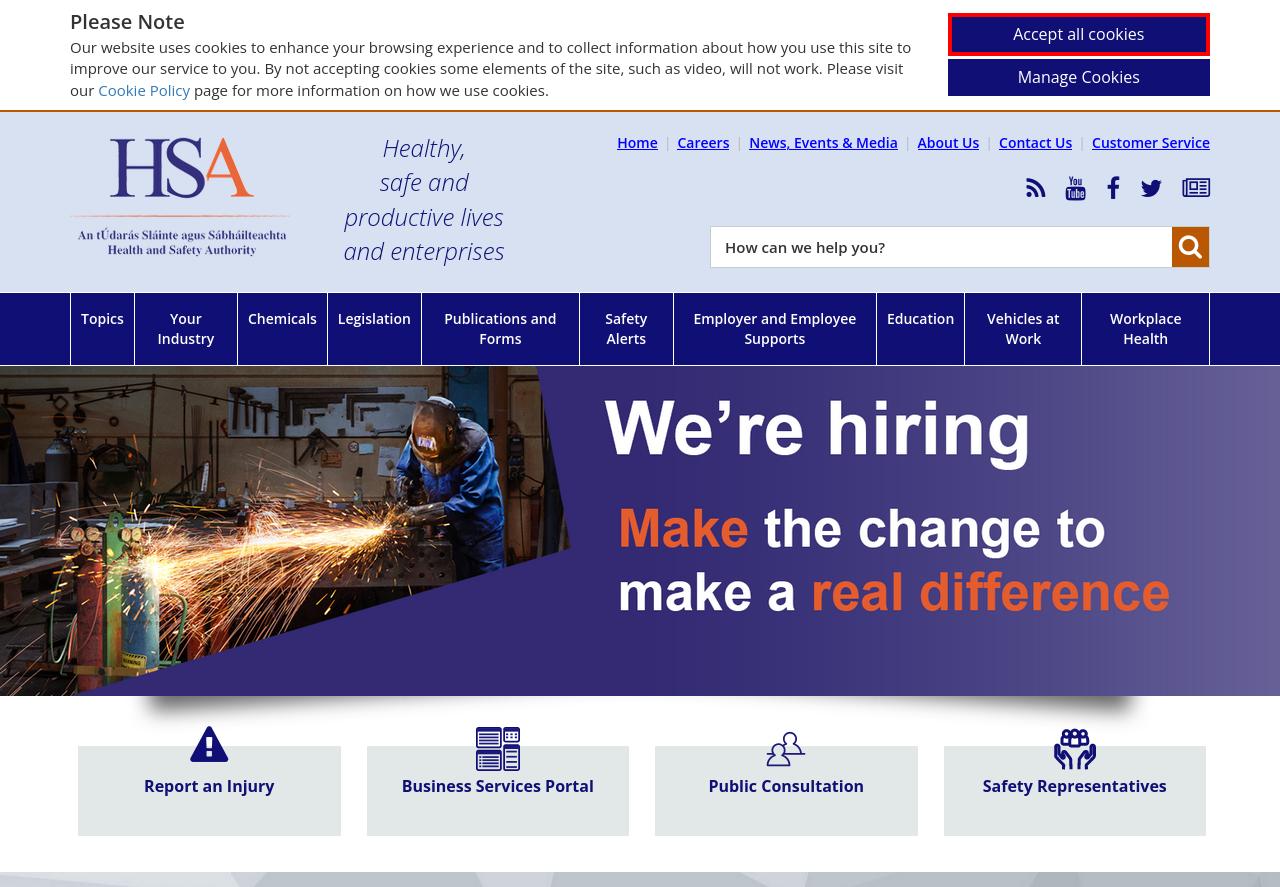 Please Note
Our website uses cookies to enhance your browsing experience and to collect information about how you use this site to
improve our service to you. By not accepting cookies some elements of the site, such as video, will not work. Please visit
our Cookie Policy page for more information on how we use cookies.
Accept all cookies
Manage Cookies
HSA
An tÚdarás Sláinte agus Sábháilteachta
Health and Safety Authority
Healthy,
safe and
productive lives
and enterprises
Home | Careers | News, Events & Media | About Us | Contact Us | Customer Service
You
Tube
How can we help you?
Topics
Your
Industry
Chemicals
Legislation
Publications and
Forms
Safety
Alerts
Employer and Employee
Supports
Education
Vehicles at
Work
Workplace
Health
We're hiring
Make the change to
make a real difference
WARNING
Report an Injury
Business Services Portal
Public Consultation
Safety Representatives